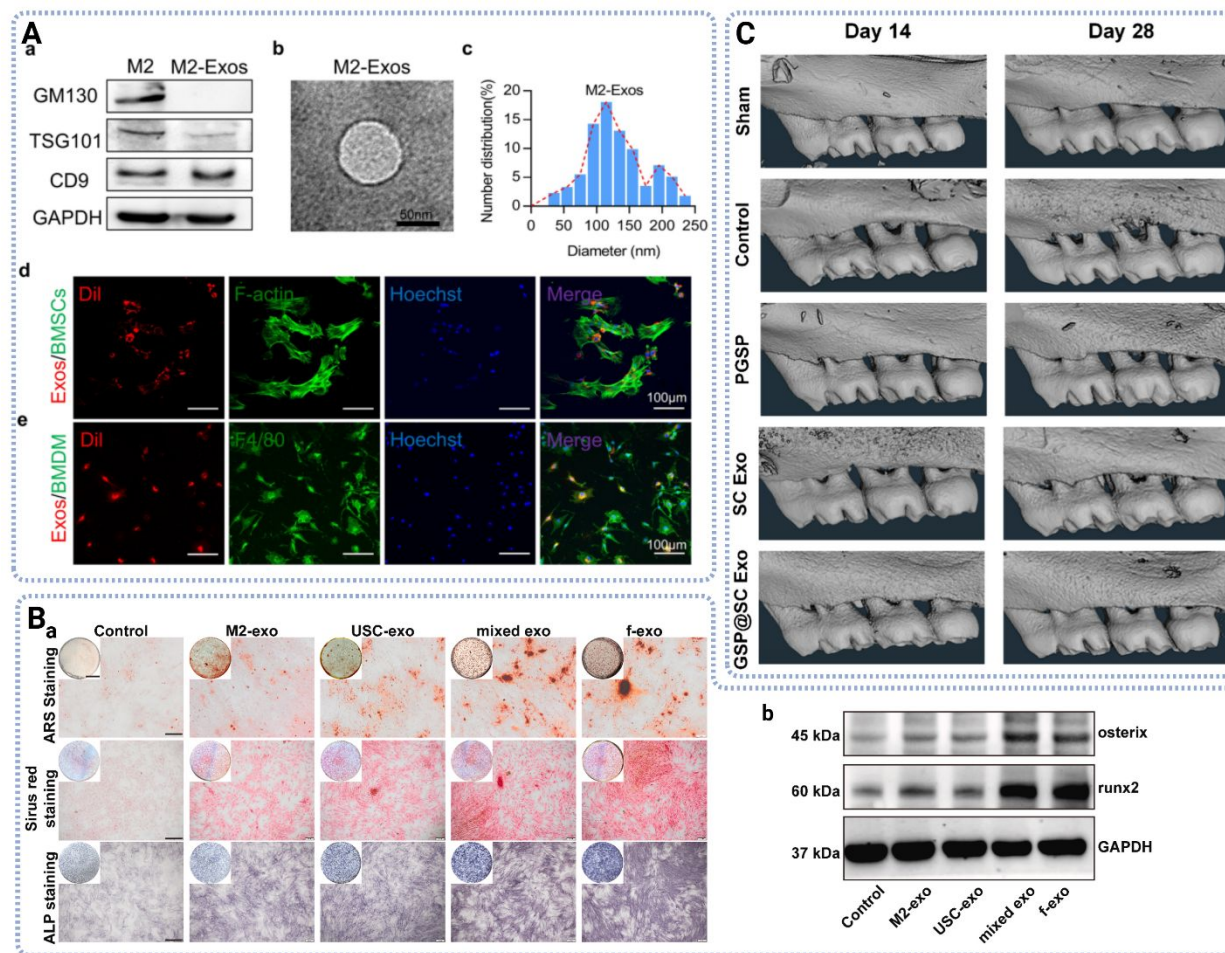 A
a
M2 M2-Exos
GM130
TSG101
CD9
GAPDH
b
M2-Exos
50nm
c
M2-Exos
Number distribution(%)
20
15
10
5
0
0 50 100 150 200 250
Diameter (nm)
d
Exos/BMSCs
Dil
F-actin
Hoechst
Merge
100μm
e
Exos/BMDM
Dil
F4/80
Hoechst
Merge
100μm
B
a
Control M2-exo USC-exo mixed exo f-exo
ARS Staining
Sirus red
staining
ALP staining
C
Day 14 Day 28
Sham
Control
PGSP
SC Exo
GSP@SC Exo
b
45 kDa osterix
60 kDa runx2
37 kDa GAPDH
Control
M2-exo
USC-exo
mixed exo
f-exo